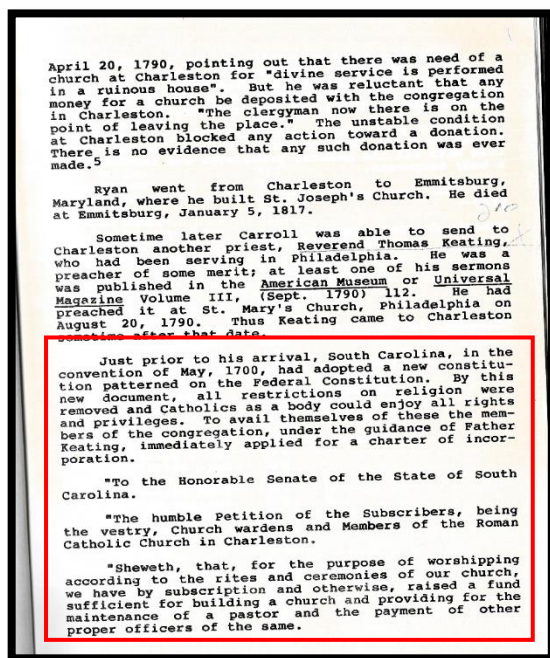 April 20, 1790, pointing out that there was need of a
church at Charleston for "divine service is performed
in a ruinous house". But he was reluctant that any
money for a church be deposited with the congregation
in Charleston. "The clergyman now there is on the
point of leaving the place." The unstable condition
at Charleston blocked any action toward a donation.
There is no evidence that any such donation was ever
made.5
Ryan went from Charleston to Emmitsburg,
Maryland, where he built St. Joseph's Church. He died
at Emmitsburg, January 5, 1817.
Sometime later Carroll was able to send to
Charleston another priest, Reverend Thomas Keating,
who had been serving in Philadelphia. He was a
preacher of some merit; at least one of his sermons
was published in the American Museum or Universal
Magazine Volume III, (Sept. 1790) 112. He had
preached it at St. Mary's Church, Philadelphia on
August 20, 1790. Thus Keating came to Charleston
sometime after that date.
Just prior to his arrival, South Carolina, in the
convention of May, 1700, had adopted a new constitu-
tion patterned on the Federal Constitution. By this
new document, all restrictions on religion were
removed and Catholics as a body could enjoy all rights
and privileges. To avail themselves of these the mem-
bers of the congregation, under the guidance of Father
Keating, immediately applied for a charter of incor-
poration.
"To the Honorable Senate of the State of South
Carolina.
"The humble Petition of the Subscribers, being
the vestry, Church wardens and Members of the Roman
Catholic Church in Charleston.
"Sheweth, that, for the purpose of worshipping
according to the rites and ceremonies of our church,
we have by subscription and otherwise, raised a fund
sufficient for building a church and providing for the
maintenance of a pastor and the payment of other
proper officers of the same.